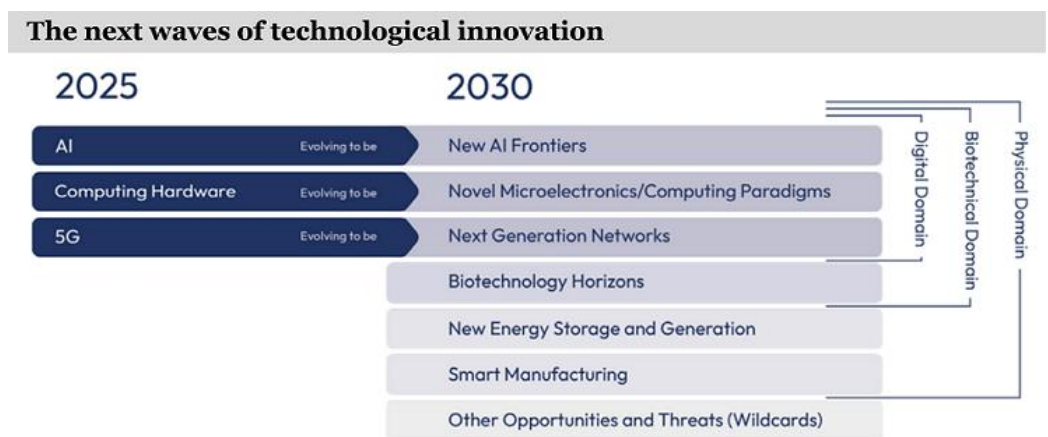 The next waves of technological innovation
2025 2030
AI Evolving to be New AI Frontiers
Computing Hardware Evolving to be Novel Microelectronics/Computing Paradigms
5G Evolving to be Next Generation Networks
Biotechnology Horizons
New Energy Storage and Generation
Smart Manufacturing
Other Opportunities and Threats (Wildcards)
Digital Domain
Biotechnical Domain
Physical Domain